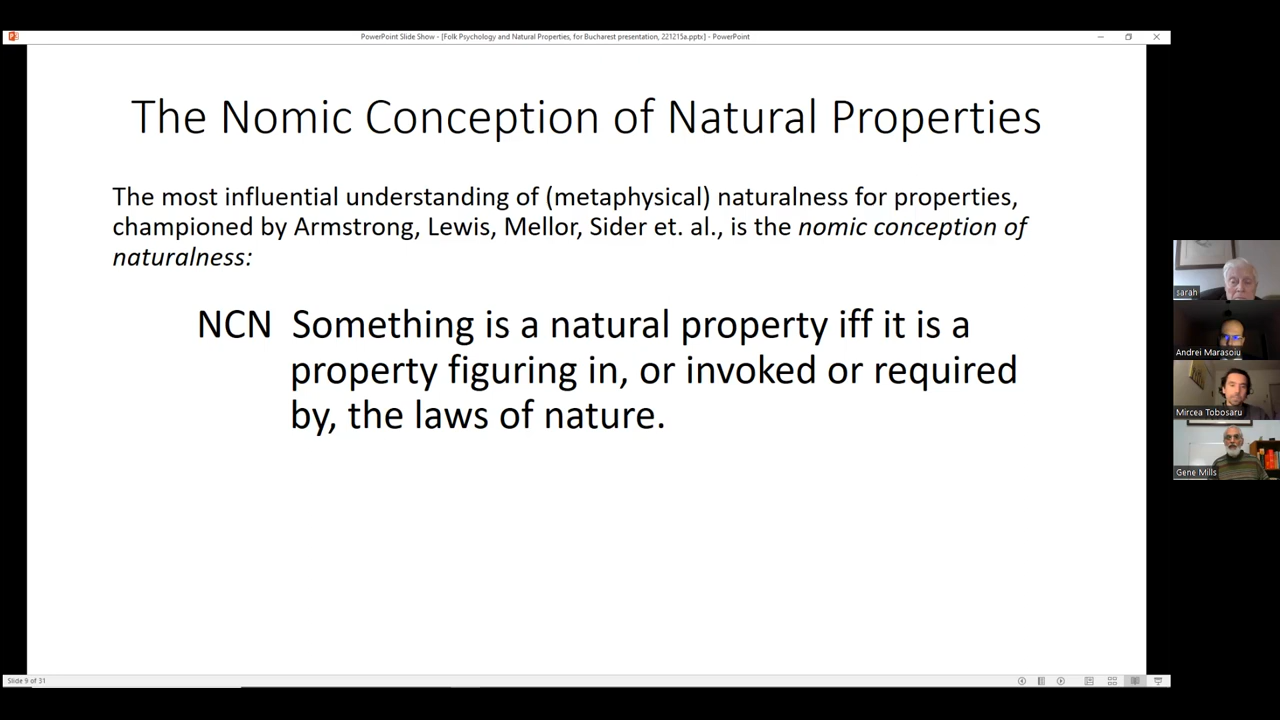 PowerPoint Slide Show - [Folk Psychology and Natural Properties, for Bucharest presentation, 221215a.pptx] - PowerPoint
The Nomic Conception of Natural Properties
The most influential understanding of (metaphysical) naturalness for properties,
championed by Armstrong, Lewis, Mellor, Sider et. al., is the nomic conception of
naturalness:
NCN Something is a natural property iff it is a
property figuring in, or invoked or required
by, the laws of nature.
sarah
Andrei Marasoiu
Mircea Tobosaru
Gene Mills
Slide 9 of 31